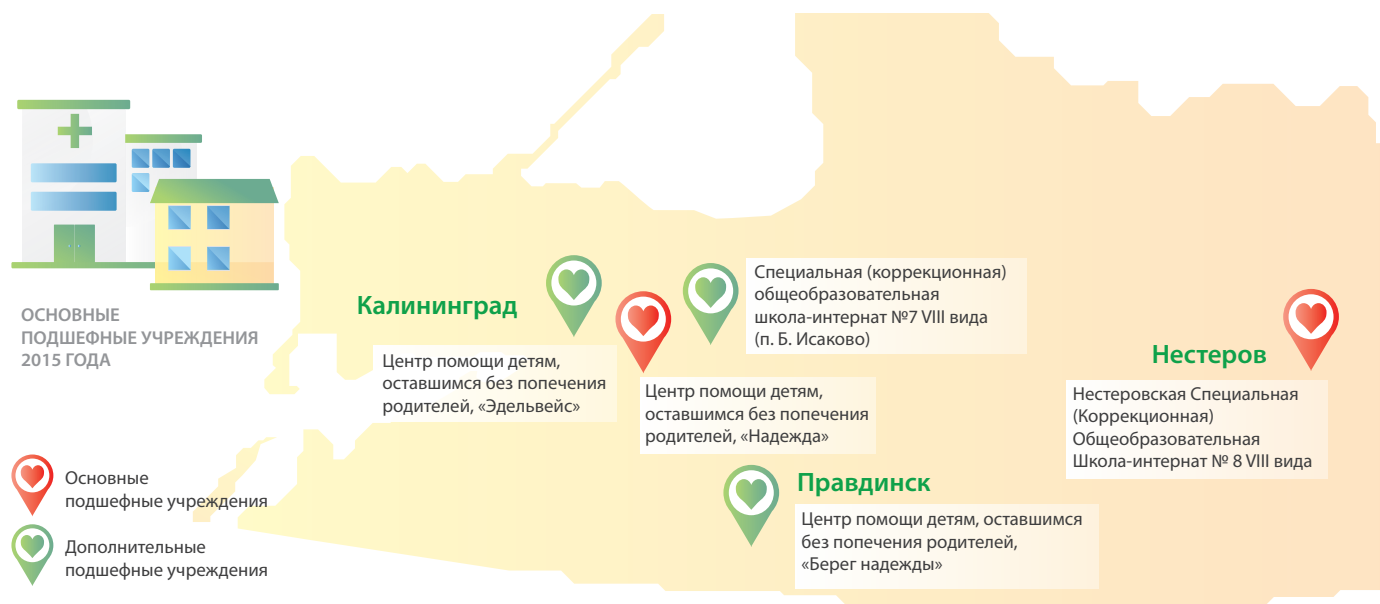 ОСНОВНЫЕ
ПОДШЕФНЫЕ УЧРЕЖДЕНИЯ
2015 ГОДА
Калининград
Центр помощи детям,
оставшимся без попечения
родителей, «Эдельвейс»
Центр помощи детям,
оставшимся без попечения
родителей, «Надежда»
Специальная (коррекционная)
общеобразовательная
школа-интернат №7 VIII вида
(п. Б. Исаково)
Нестеров
Нестеровская Специальная
(Коррекционная)
Общеобразовательная
Школа-интернат № 8 VIII вида
Правдинск
Центр помощи детям, оставшимся
без попечения родителей,
«Берег надежды»
Основные
подшефные учреждения
Дополнительные
подшефные учреждения